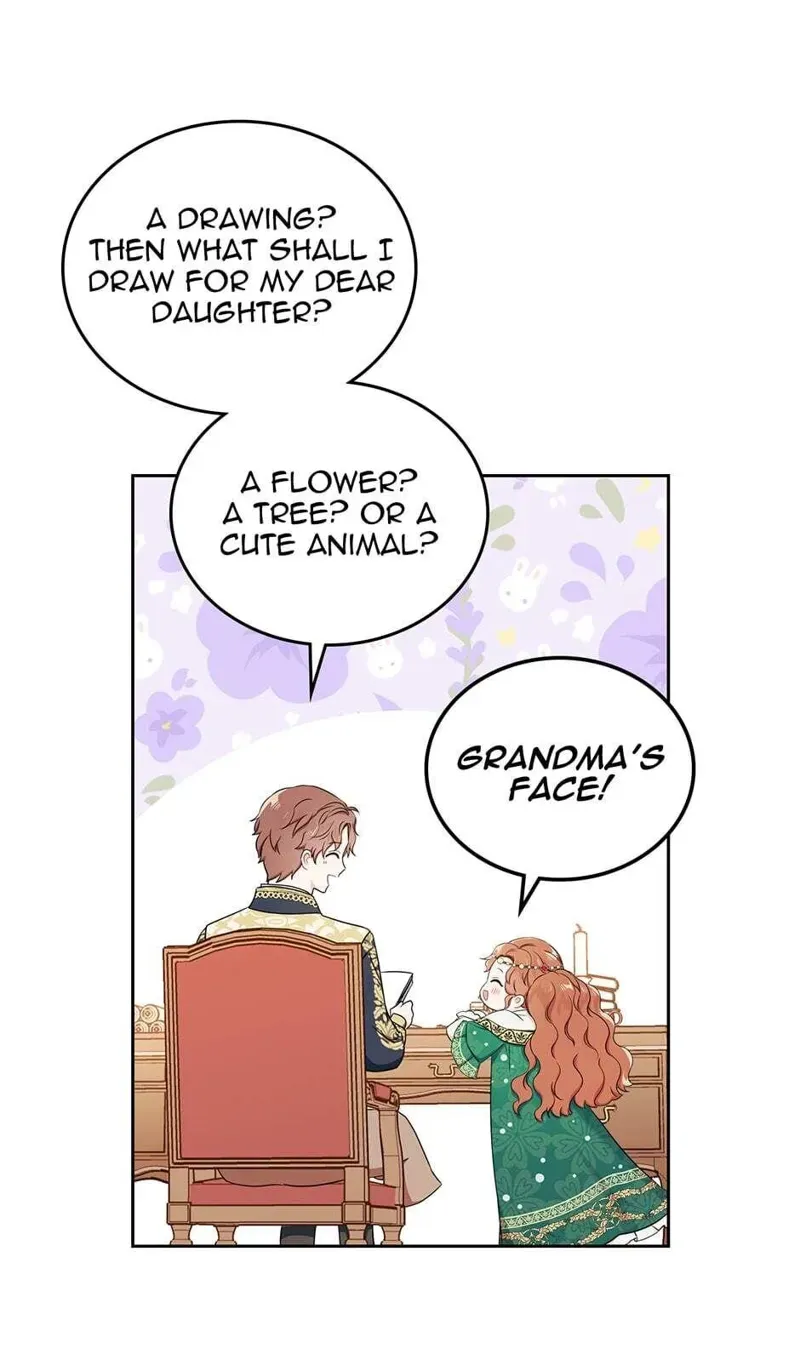 A DRAWING?
THEN WHAT SHALL I
DRAW FOR MY DEAR
DAUGHTER?
A FLOWER?
A TREE? OR A
CUTE ANIMAL?
GRANDMA'S
FACE!